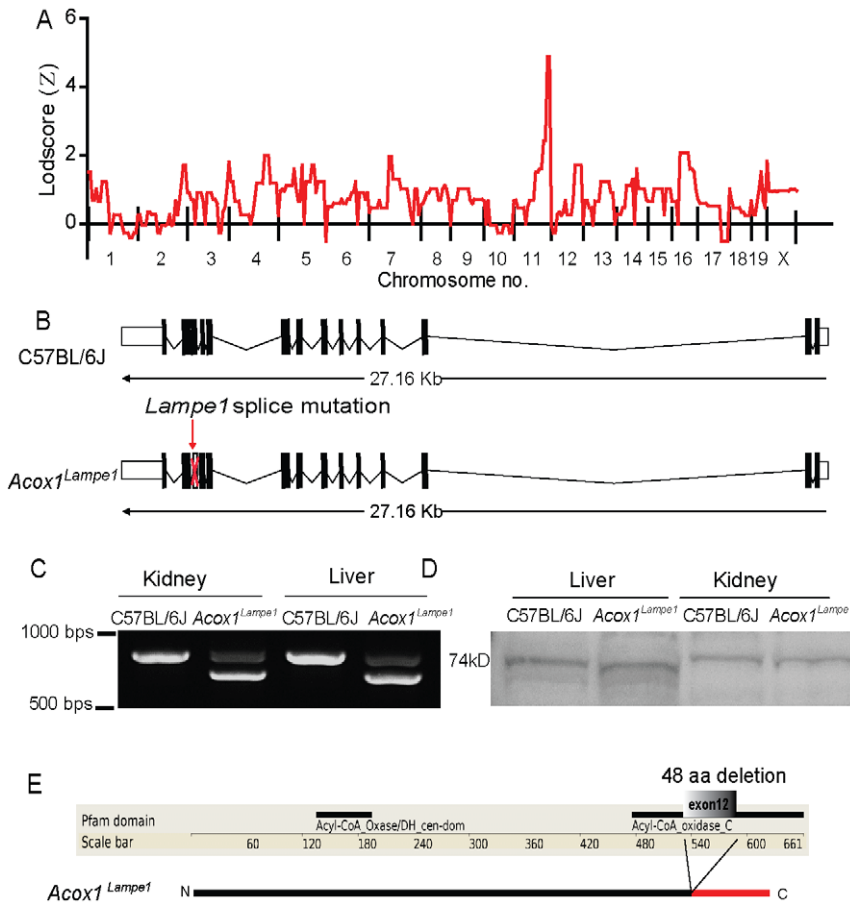 A
6
4
2
0
Lodscore (Z)
1 2 3 4 5 6 7 8 9 10 11 12 13 14 15 16 17 18 19 X
Chromosome no.
B
C57BL/6J
27.16 Kb
Lampe1 splice mutation
Acox1Lampe1
27.16 Kb
C
Kidney Liver
C57BL/6J Acox1Lampe1 C57BL/6J Acox1Lampe1
1000 bps
500 bps
D
Liver Kidney
C57BL/6J Acox1Lampe1 C57BL/6J Acox1Lampe
74kD
E
48 aa deletion
exon12
Pfam domain
Acyl-CoA_Oxase/DH_cen-dom Acyl-CoA_oxidase_C
Scale bar 60 120 180 240 300 360 420 480 540 600 661
Acox1 Lampe1 N C